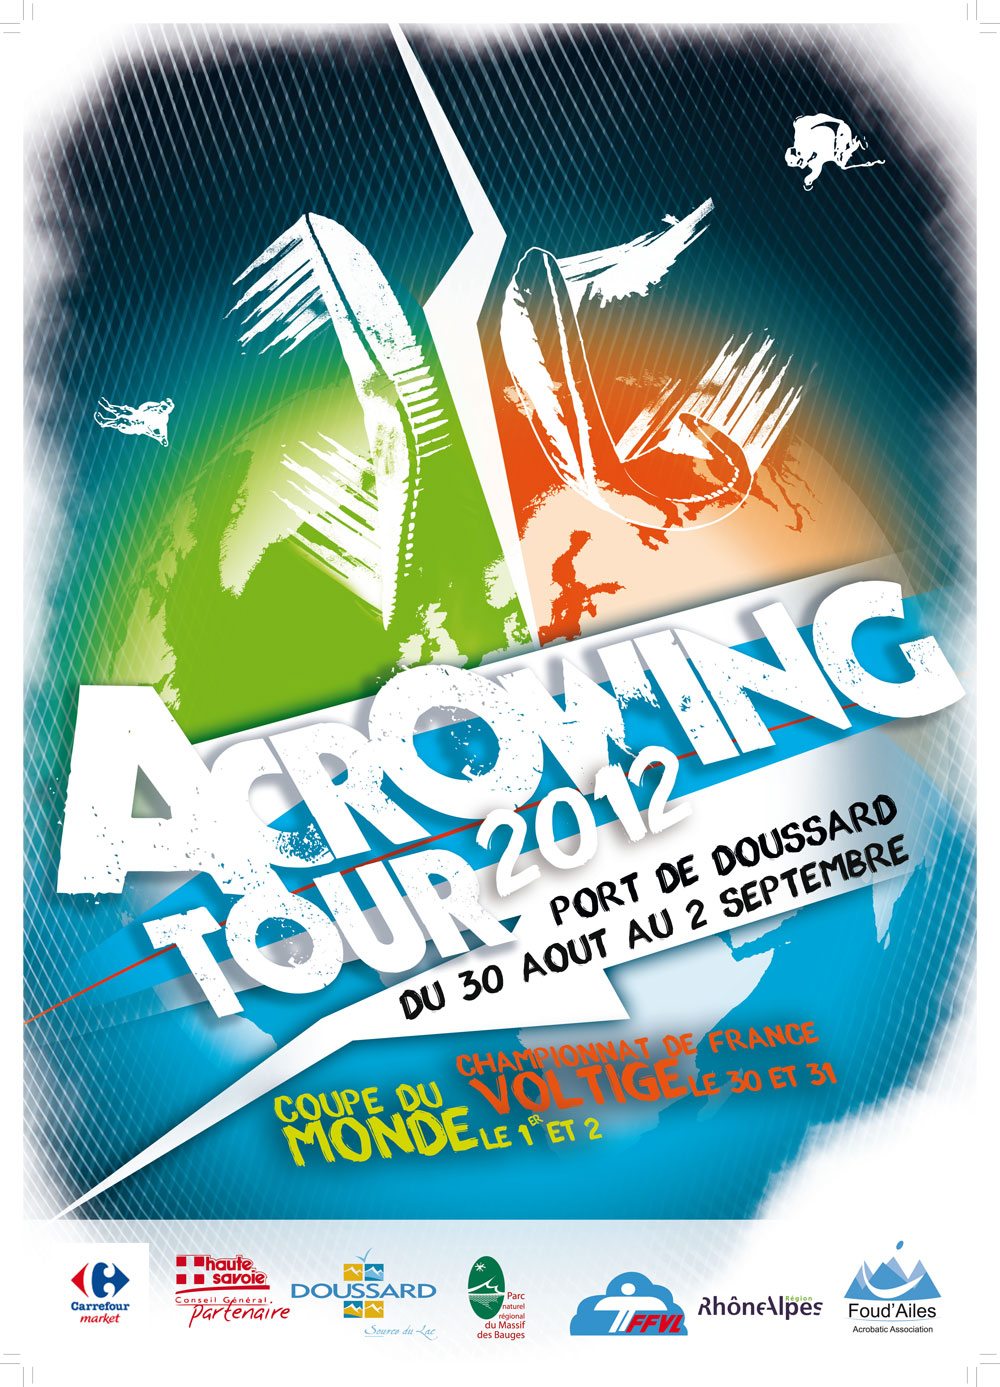 ACROWING
TOUR 2012
PORT DE DOUSSARD
DU 30 AOUT AU 2 SEPTEMBRE
CHAMPIONNAT DE FRANCE
VOLTIGE LE 30 ET 31
COUPE DU
MONDE LE 1ER ET 2
Carrefour
market
haute
savoie
Conseil Général
Partenaire
DOUSSARD
Source du Lac
Parc
naturel
régional
du Massif
des Bauges
FFVL
Région
RhôneAlpes
Foud'Ailes
Acrobatic Association